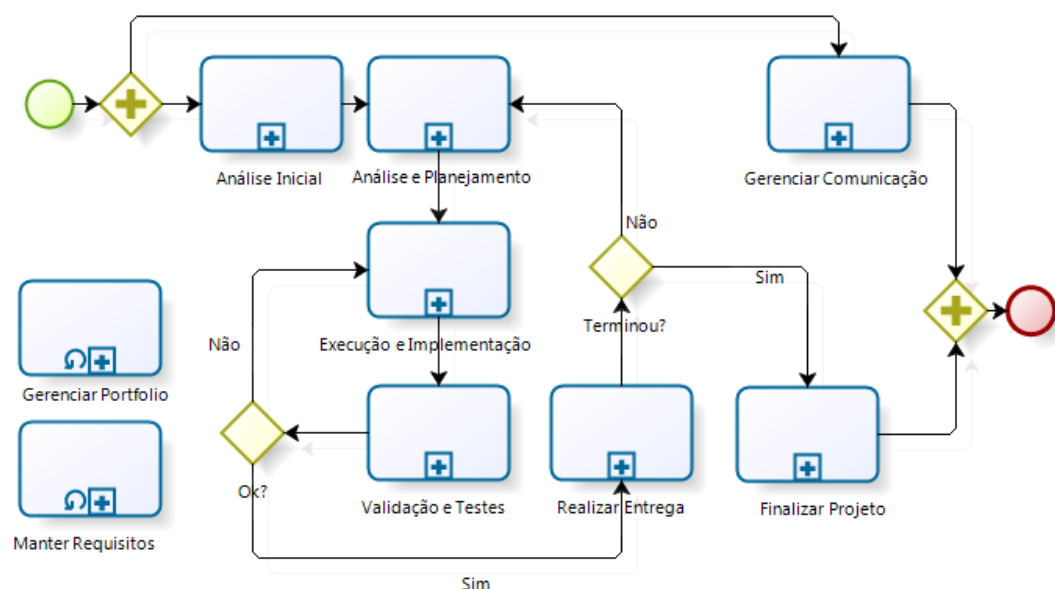 Análise Inicial
Análise e Planejamento
Gerenciar Comunicação
Não
Sim
Terminou?
Não
Execução e Implementação
Gerenciar Portfolio
Ok?
Validação e Testes
Realizar Entrega
Finalizar Projeto
Manter Requisitos
Sim